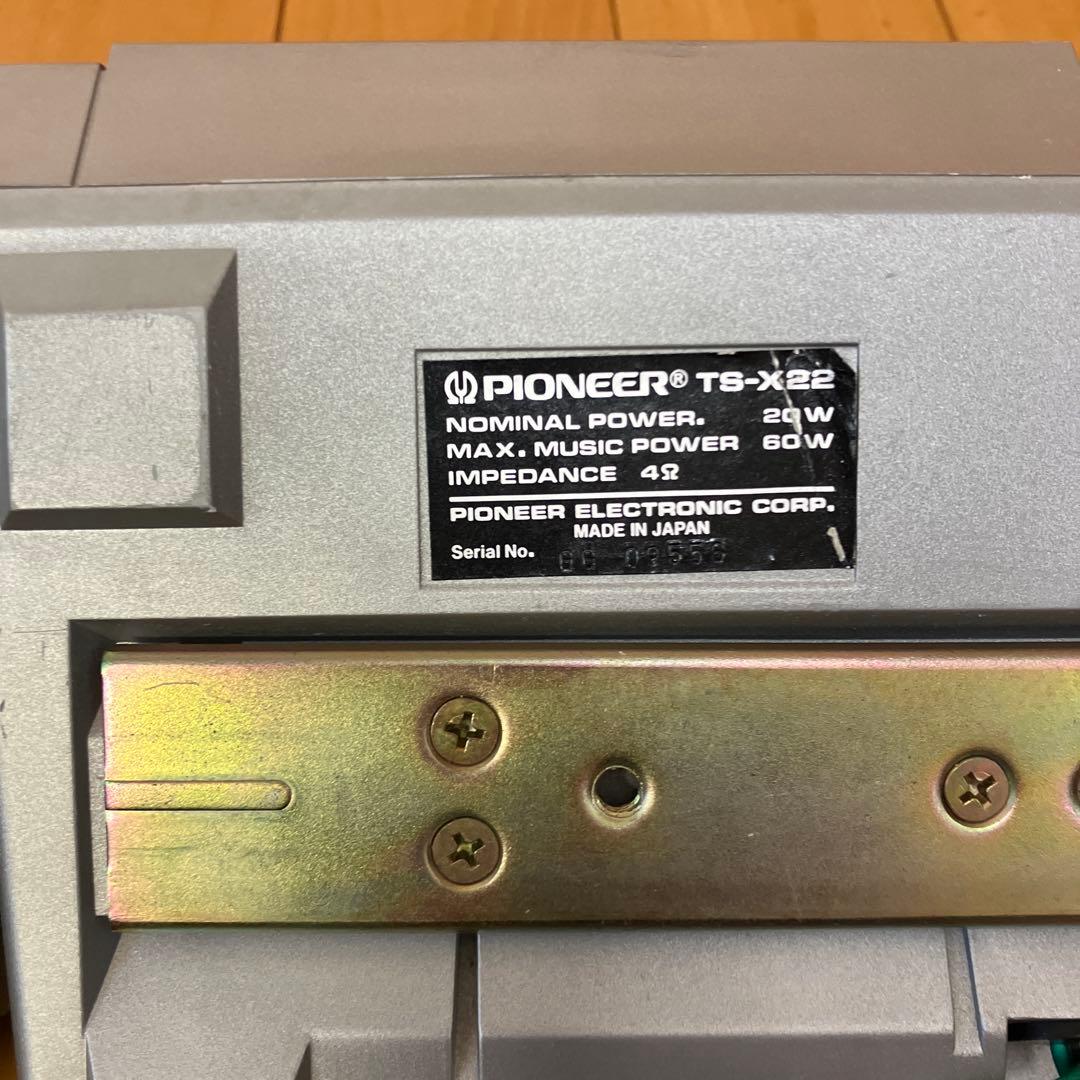 PIONEER® TS-X22
NOMINAL POWER. 20W
MAX. MUSIC POWER 60W
IMPEDANCE 4Ω
PIONEER ELECTRONIC CORP.
MADE IN JAPAN
Serial No.
1